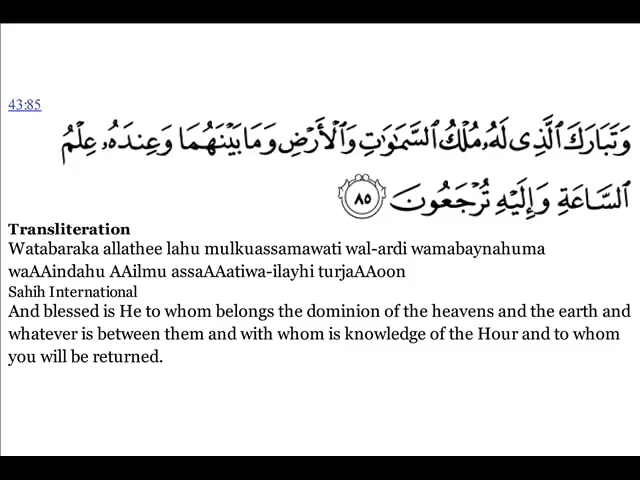 43:85
وَتَبَارَكَ ٱلَّذِى لَهُۥ مُلْكُ ٱلسَّمَـٰوَٰتِ وَٱلْأَرْضِ وَمَا بَيْنَهُمَا وَعِندَهُۥ عِلْمُ
ٱلسَّاعَةِ وَإِلَيْهِ تُرْجَعُونَ ٨٥
Transliteration
Watabaraka allathee lahu mulkuassamawati wal-ardi wamabaynahuma
waAAindahu AAilmu assaAAatiwa-ilayhi turjaAAoon
Sahih International
And blessed is He to whom belongs the dominion of the heavens and the earth and
whatever is between them and with whom is knowledge of the Hour and to whom
you will be returned.